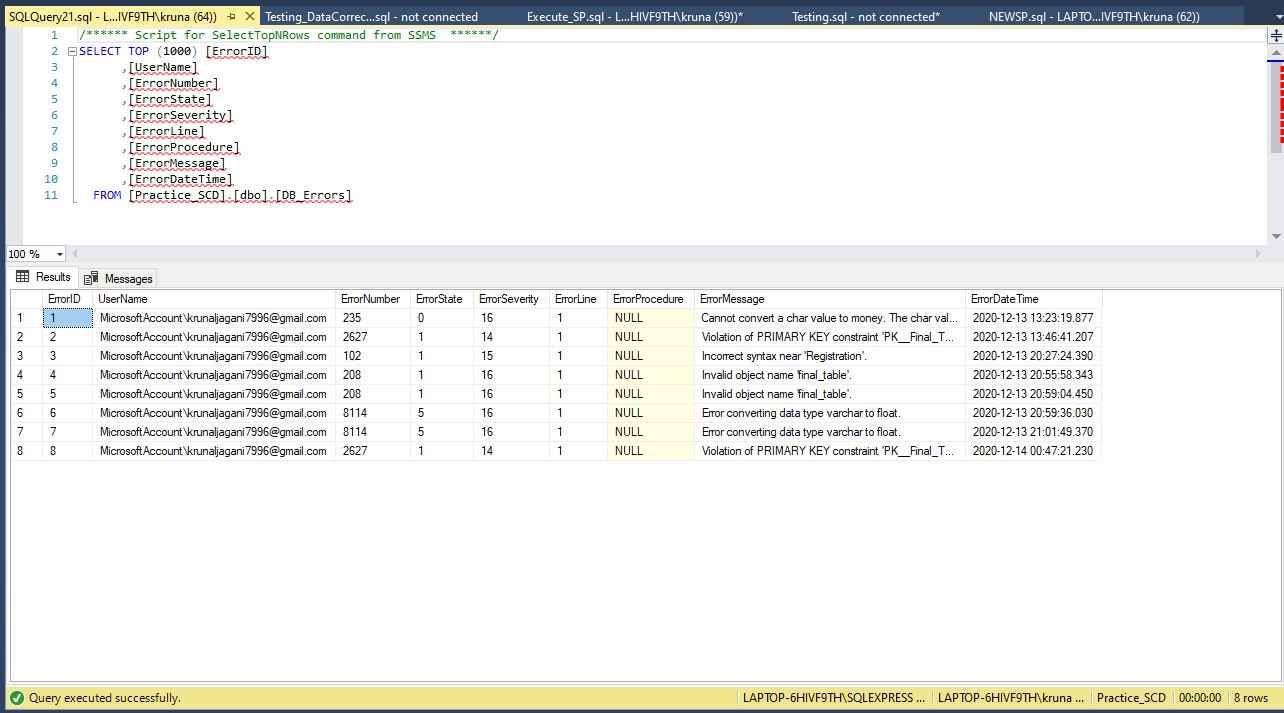 SQLQuery21.sql - L...IVF9TH\kruna (64)) Testing_DataCorrec...sql - not connected Execute_SP.sql - L...HIVF9TH\kruna (59))* Testing.sql - not connected* NEWSP.sql - LAPTO...IVF9TH\kruna (62))
1 /****** Script for SelectTopNRows command from SSMS ******/
2 SELECT TOP (1000) [ErrorID]
3 ,[UserName]
4 ,[ErrorNumber]
5 ,[ErrorState]
6 ,[ErrorSeverity]
7 ,[ErrorLine]
8 ,[ErrorProcedure]
9 ,[ErrorMessage]
10 ,[ErrorDateTime]
11 FROM [Practice_SCD].[dbo].[DB_Errors]
100 %
Results Messages
ErrorID UserName ErrorNumber ErrorState ErrorSeverity ErrorLine ErrorProcedure ErrorMessage ErrorDateTime
1 1 MicrosoftAccount\krunaljagani7996@gmail.com 235 0 16 1 NULL Cannot convert a char value to money. The char val... 2020-12-13 13:23:19.877
2 2 MicrosoftAccount\krunaljagani7996@gmail.com 2627 1 14 1 NULL Violation of PRIMARY KEY constraint 'PK__Final_T... 2020-12-13 13:46:41.207
3 3 MicrosoftAccount\krunaljagani7996@gmail.com 102 1 15 1 NULL Incorrect syntax near 'Registration'. 2020-12-13 20:27:24.390
4 4 MicrosoftAccount\krunaljagani7996@gmail.com 208 1 16 1 NULL Invalid object name 'final_table'. 2020-12-13 20:55:58.343
5 5 MicrosoftAccount\krunaljagani7996@gmail.com 208 1 16 1 NULL Invalid object name 'final_table'. 2020-12-13 20:59:04.450
6 6 MicrosoftAccount\krunaljagani7996@gmail.com 8114 5 16 1 NULL Error converting data type varchar to float. 2020-12-13 20:59:36.030
7 7 MicrosoftAccount\krunaljagani7996@gmail.com 8114 5 16 1 NULL Error converting data type varchar to float. 2020-12-13 21:01:49.370
8 8 MicrosoftAccount\krunaljagani7996@gmail.com 2627 1 14 1 NULL Violation of PRIMARY KEY constraint 'PK__Final_T... 2020-12-14 00:47:21.230
Query executed successfully. LAPTOP-6HIVF9TH\SQLEXPRESS ... LAPTOP-6HIVF9TH\kruna ... Practice_SCD 00:00:00 8 rows